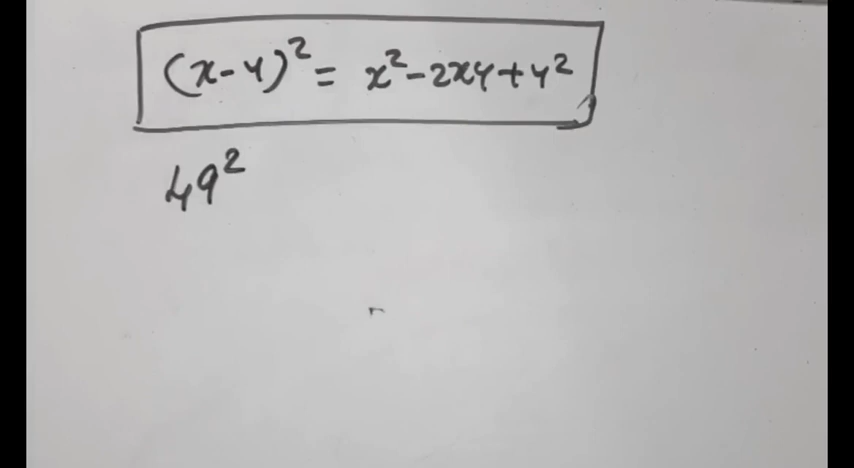 (x-y)² = x²-2xy+y²
49²